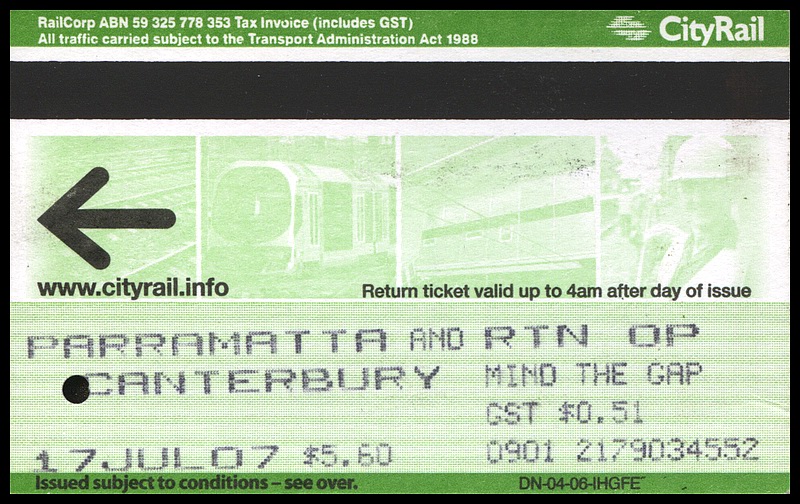 RailCorp ABN 59 325 778 353 Tax Invoice (includes GST)
All traffic carried subject to the Transport Administration Act 1988
CityRail
www.cityrail.info
Return ticket valid up to 4am after day of issue
PARRAMATTA AND RTN OP
CANTERBURY MIND THE GAP
GST $0.51
17JUL07 $5.60 0901 2179034552
Issued subject to conditions – see over.
DN-04-06-IHGFE